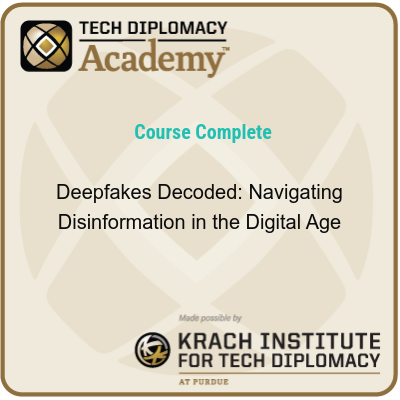 TECH DIPLOMACY
Academy™
Course Complete
Deepfakes Decoded: Navigating
Disinformation in the Digital Age
Made possible by
KRACH INSTITUTE
FOR TECH DIPLOMACY
AT PURDUE